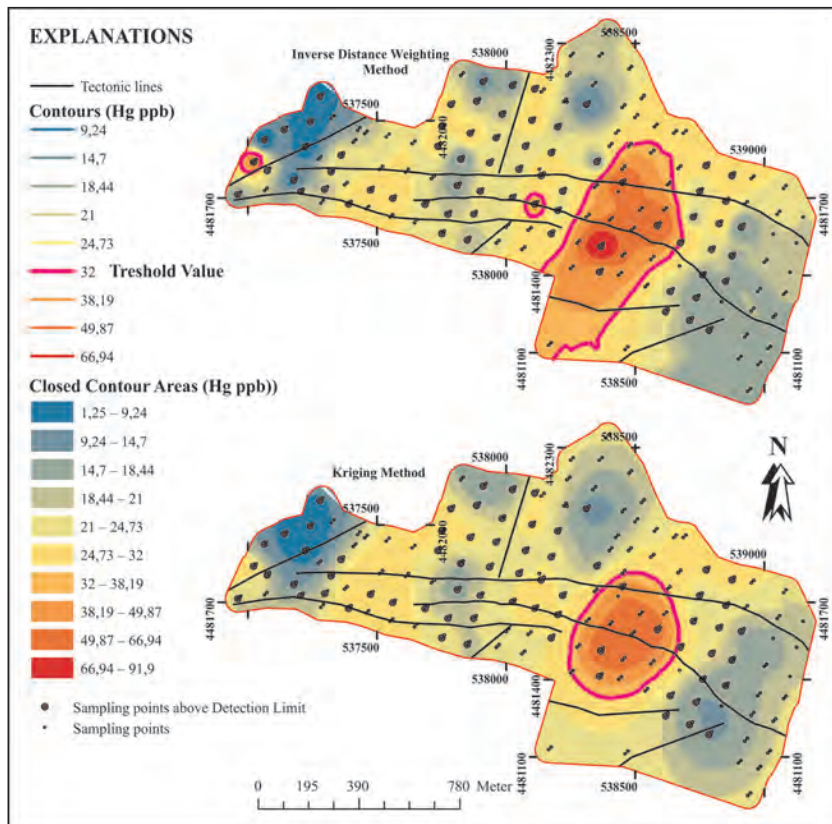 EXPLANATIONS
Tectonic lines
Contours (Hg ppb)
9,24
14,7
18,44
21
24,73
32 Treshold Value
38,19
49,87
66,94
Closed Contour Areas (Hg ppb))
1,25 – 9,24
9,24 – 14,7
14,7 – 18,44
18,44 – 21
21 – 24,73
24,73 – 32
32 – 38,19
38,19 – 49,87
49,87 – 66,94
66,94 – 91,9
Sampling points above Detection Limit
Sampling points
0 195 390 780 Meter
Inverse Distance Weighting
Method
538000
4482300
538500
537500
4482000
539000
4481700
537500
538000
4481400
4481100
538500
4481100
Kriging Method
538000
4482300
538500
N
537500
4482000
539000
4481700
537500
538000
4481400
4481100
538500
4481100